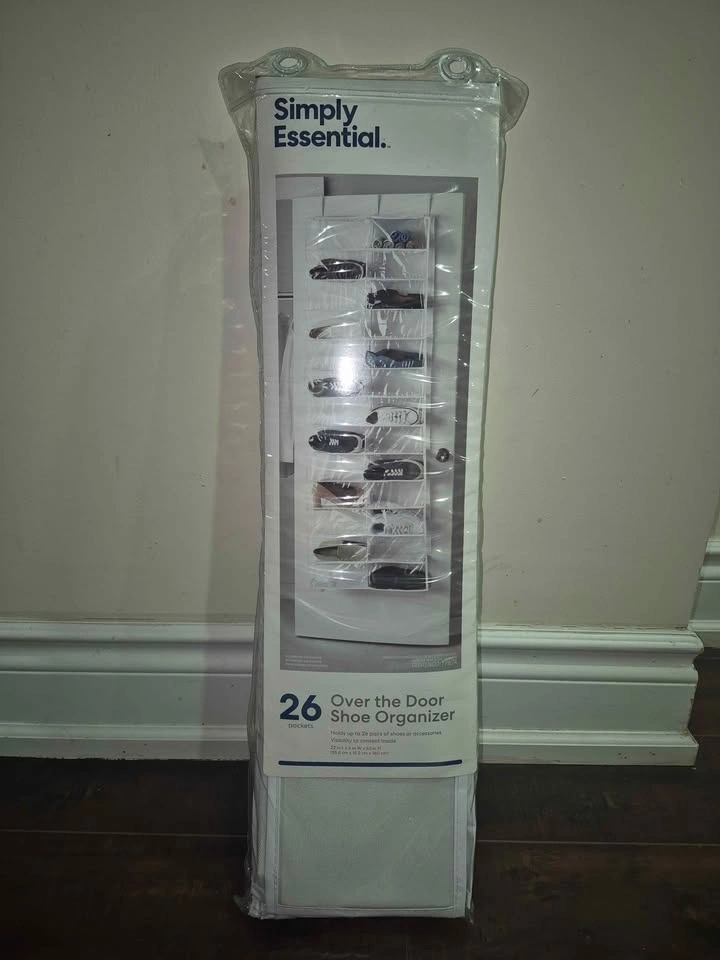 Simply
Essential.
26
pockets
Over the Door
Shoe Organizer
Holds up to 26 pairs of shoes or accessories
Visibility to content inside